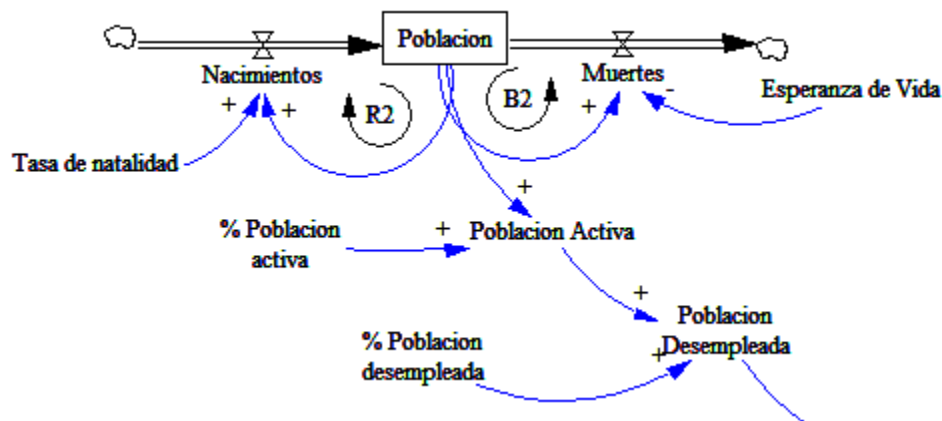 Poblacion
Nacimientos
Muertes
Esperanza de Vida
+
+
R2
B2
+
-
Tasa de natalidad
+
% Poblacion
activa
+
Poblacion Activa
+
Poblacion
Desempleada
% Poblacion
desempleada
+